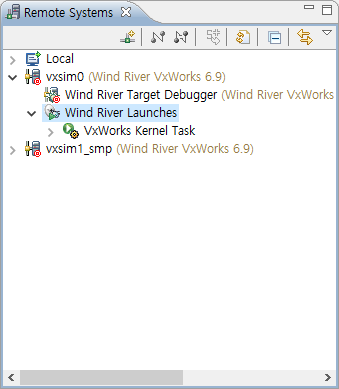 Remote Systems
Local
vxsim0 (Wind River VxWorks 6.9)
Wind River Target Debugger (Wind River VxWorks
Wind River Launches
VxWorks Kernel Task
vxsim1_smp (Wind River VxWorks 6.9)